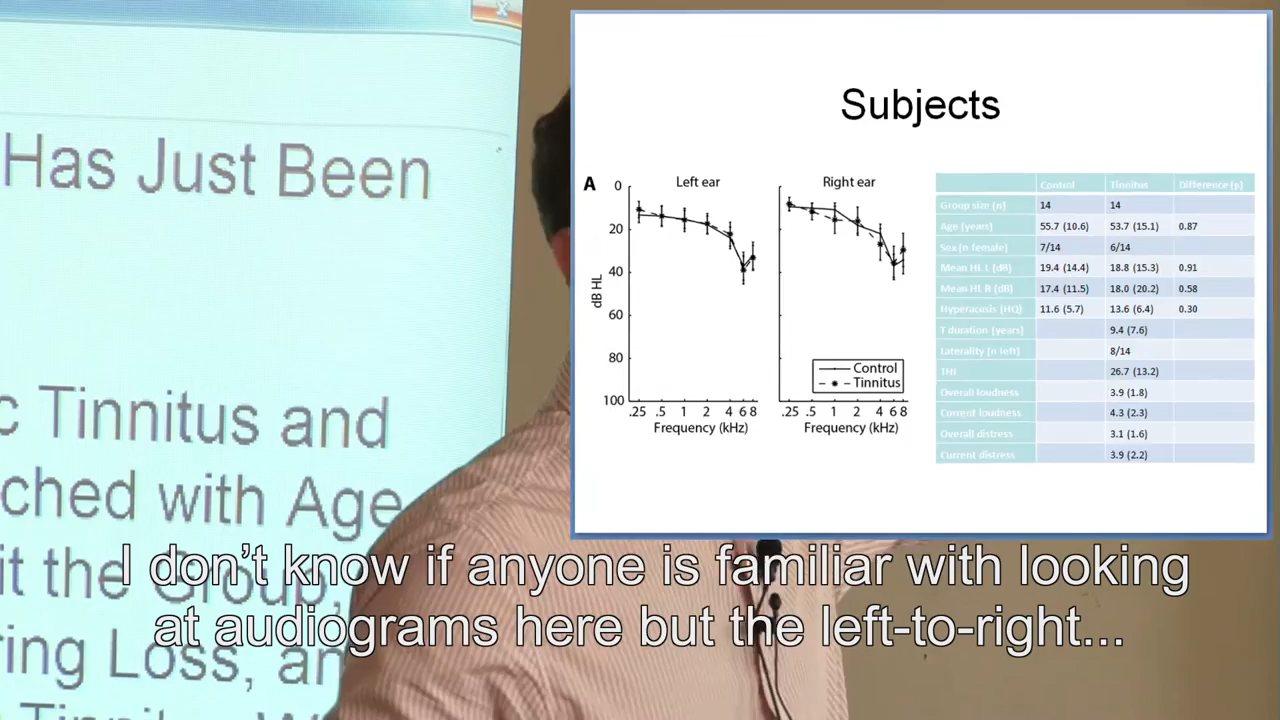 Has Just Been
Tinnitus and
ched with Age
it the Group,
ring Loss, an
Subjects
A
Left ear
Right ear
0
20
40
60
80
100
dB HL
.25 .5 1 2 4 6 8
.25 .5 1 2 4 6 8
Frequency (kHz)
Frequency (kHz)
Control
Tinnitus
Control Tinnitus Difference (p)
Group size (n) 14 14
Age (years) 55.7 (10.6) 53.7 (15.1) 0.87
Sex (n female) 7/14 6/14
Mean HL L (dB) 19.4 (14.4) 18.8 (15.3) 0.91
Mean HL R (dB) 17.4 (11.5) 18.0 (20.2) 0.58
Hyperacusis (HQ) 11.6 (5.7) 13.6 (6.4) 0.30
T duration (years) 9.4 (7.6)
Laterality (n left) 8/14
THI 26.7 (13.2)
Overall loudness 3.9 (1.8)
Current loudness 4.3 (2.3)
Overall distress 3.1 (1.6)
Current distress 3.9 (2.2)
I don’t know if anyone is familiar with looking
at audiograms here but the left-to-right...